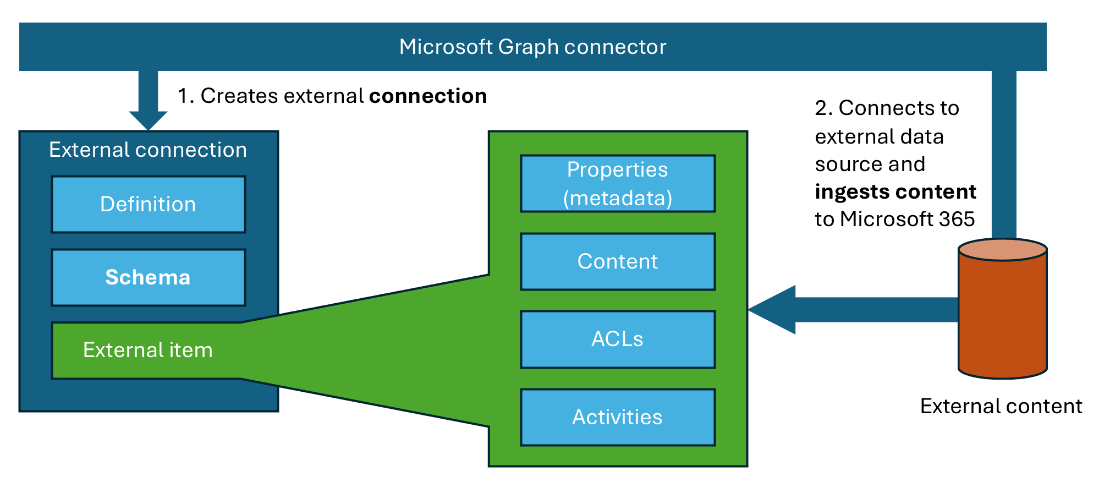 Microsoft Graph connector
1. Creates external connection
2. Connects to
external data
source and
ingests content
to Microsoft 365
External connection
Definition
Schema
External item
Properties
(metadata)
Content
ACLs
Activities
External content